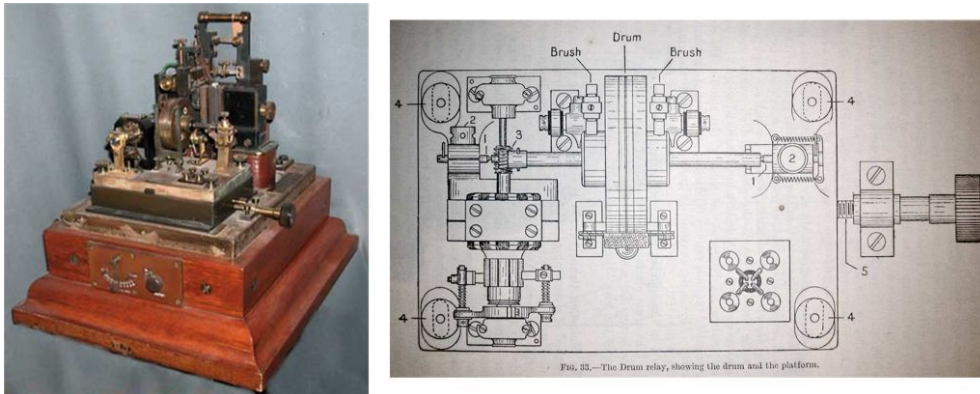 Drum
Brush Brush
4 4
2
1 3
2
1
5
4 4
FIG. 33.—The Drum relay, showing the drum and the platform.